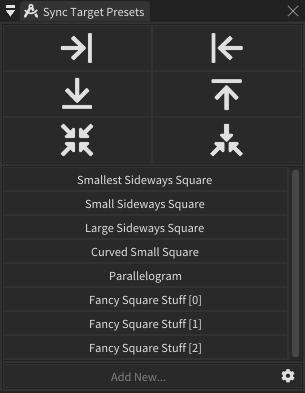 Sync Target Presets
Smallest Sideways Square
Small Sideways Square
Large Sideways Square
Curved Small Square
Parallelogram
Fancy Square Stuff [0]
Fancy Square Stuff [1]
Fancy Square Stuff [2]
Add New...